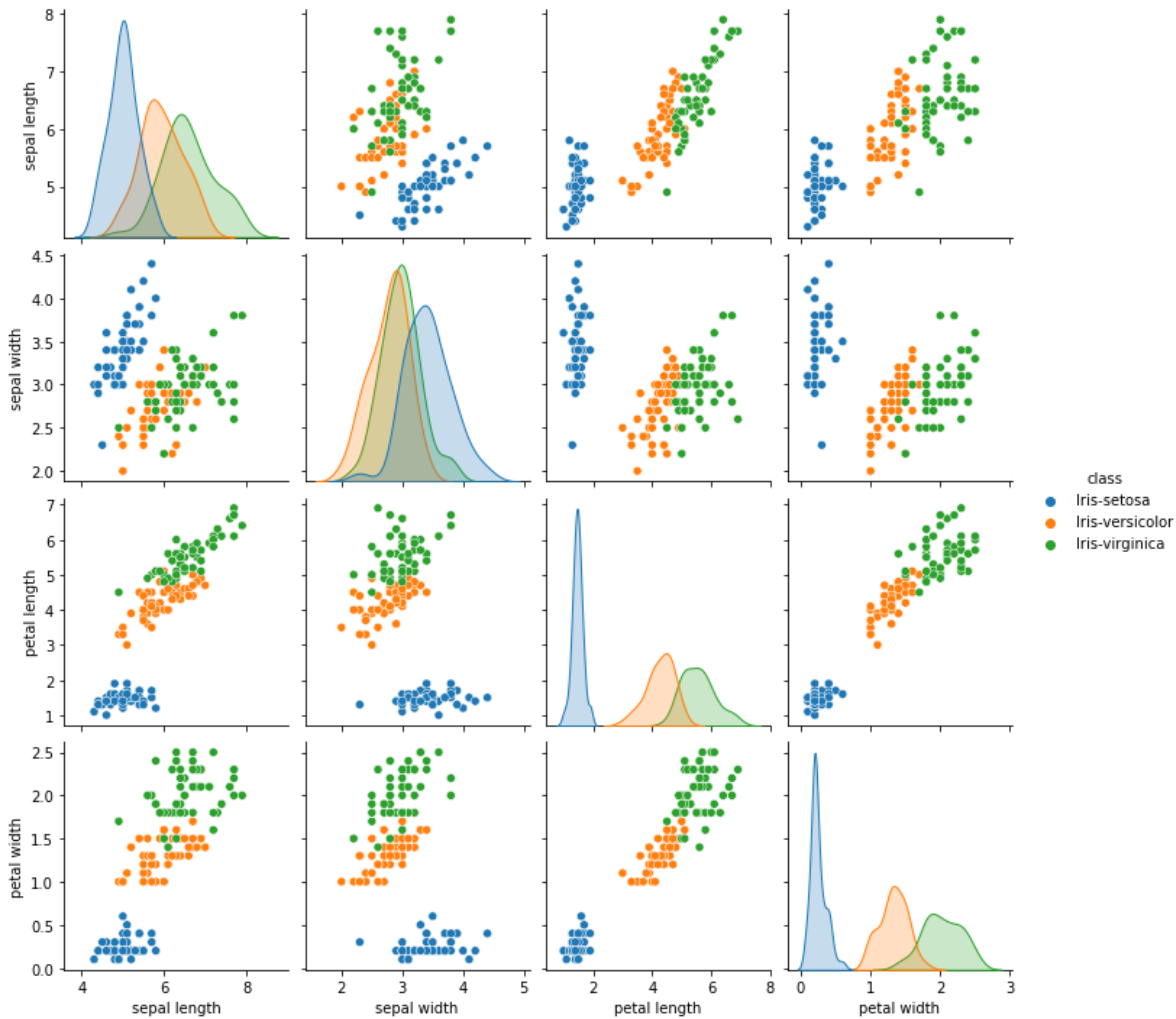 8
7
6
5
sepal length
4.5
4.0
3.5
3.0
2.5
2.0
sepal width
7
6
5
4
3
2
1
petal length
2.5
2.0
1.5
1.0
0.5
0.0
petal width
4 6 8
sepal length
2 3 4 5
sepal width
2 4 6 8
petal length
0 1 2 3
petal width
class
Iris-setosa
Iris-versicolor
Iris-virginica